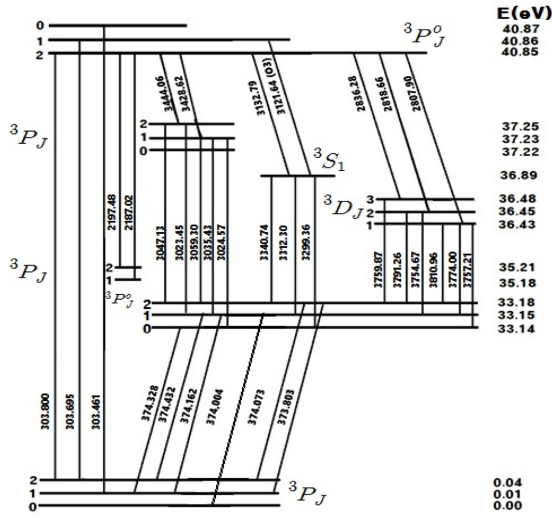 E(eV)
0 40.87
1 ³Pᵒ_J 40.86
2 40.85
3444.06 3428.62 3132.79 3121.64 (O3) 2836.28 2818.66 2807.90
³P_J 2 37.25
1 37.23
0 37.22
³S₁ 36.89
³D_J 3 36.48
2 36.45
1 36.43
2197.48 2187.02 3047.13 3023.45 3059.30 3035.43 3024.57 3340.74 3312.30 3299.36 3759.87 3791.26 3754.67 3810.96 3774.00 3757.21
³P_J 2 35.21
1 35.18
³Pᵒ_J
2 33.18
1 33.15
0 33.14
303.800 303.695 303.461 374.328 374.432 374.162 374.004 374.073 373.803
2 ³P_J 0.04
1 0.01
0 0.00